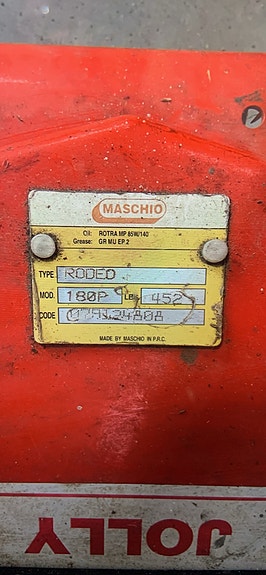 MASCHIO
Oil: ROTRA MP 85W/140
Grease: GR MU EP 2
TYPE RODEO
MOD. 180P LB. 452
CODE
MADE BY MASCHIO IN P.R.C.
JOLLY